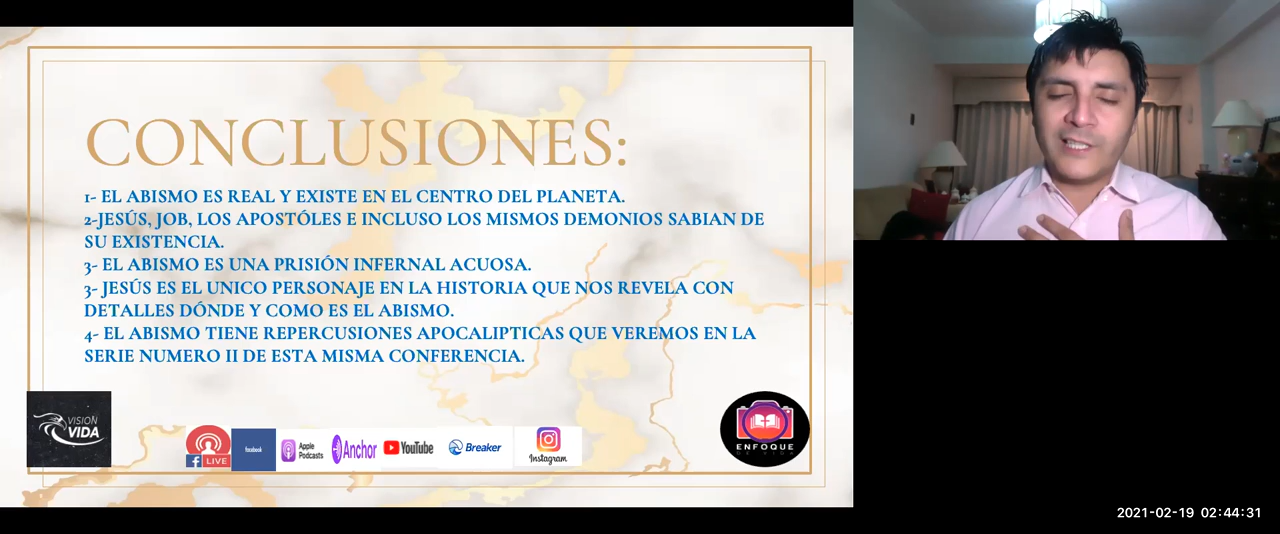 CONCLUSIONES:
1- EL ABISMO ES REAL Y EXISTE EN EL CENTRO DEL PLANETA.
2-JESÚS, JOB, LOS APOSTÓLES E INCLUSO LOS MISMOS DEMONIOS SABIAN DE
SU EXISTENCIA.
3- EL ABISMO ES UNA PRISIÓN INFERNAL ACUOSA.
3- JESÚS ES EL UNICO PERSONAJE EN LA HISTORIA QUE NOS REVELA CON
DETALLES DÓNDE Y COMO ES EL ABISMO.
4- EL ABISMO TIENE REPERCUSIONES APOCALIPTICAS QUE VEREMOS EN LA
SERIE NUMERO II DE ESTA MISMA CONFERENCIA.
VISION
VIDA
f LIVE
facebook
Apple
Podcasts
Anchor
YouTube
Breaker
Instagram
ENFOQUE
DE VIDA
2021-02-19 02:44:31